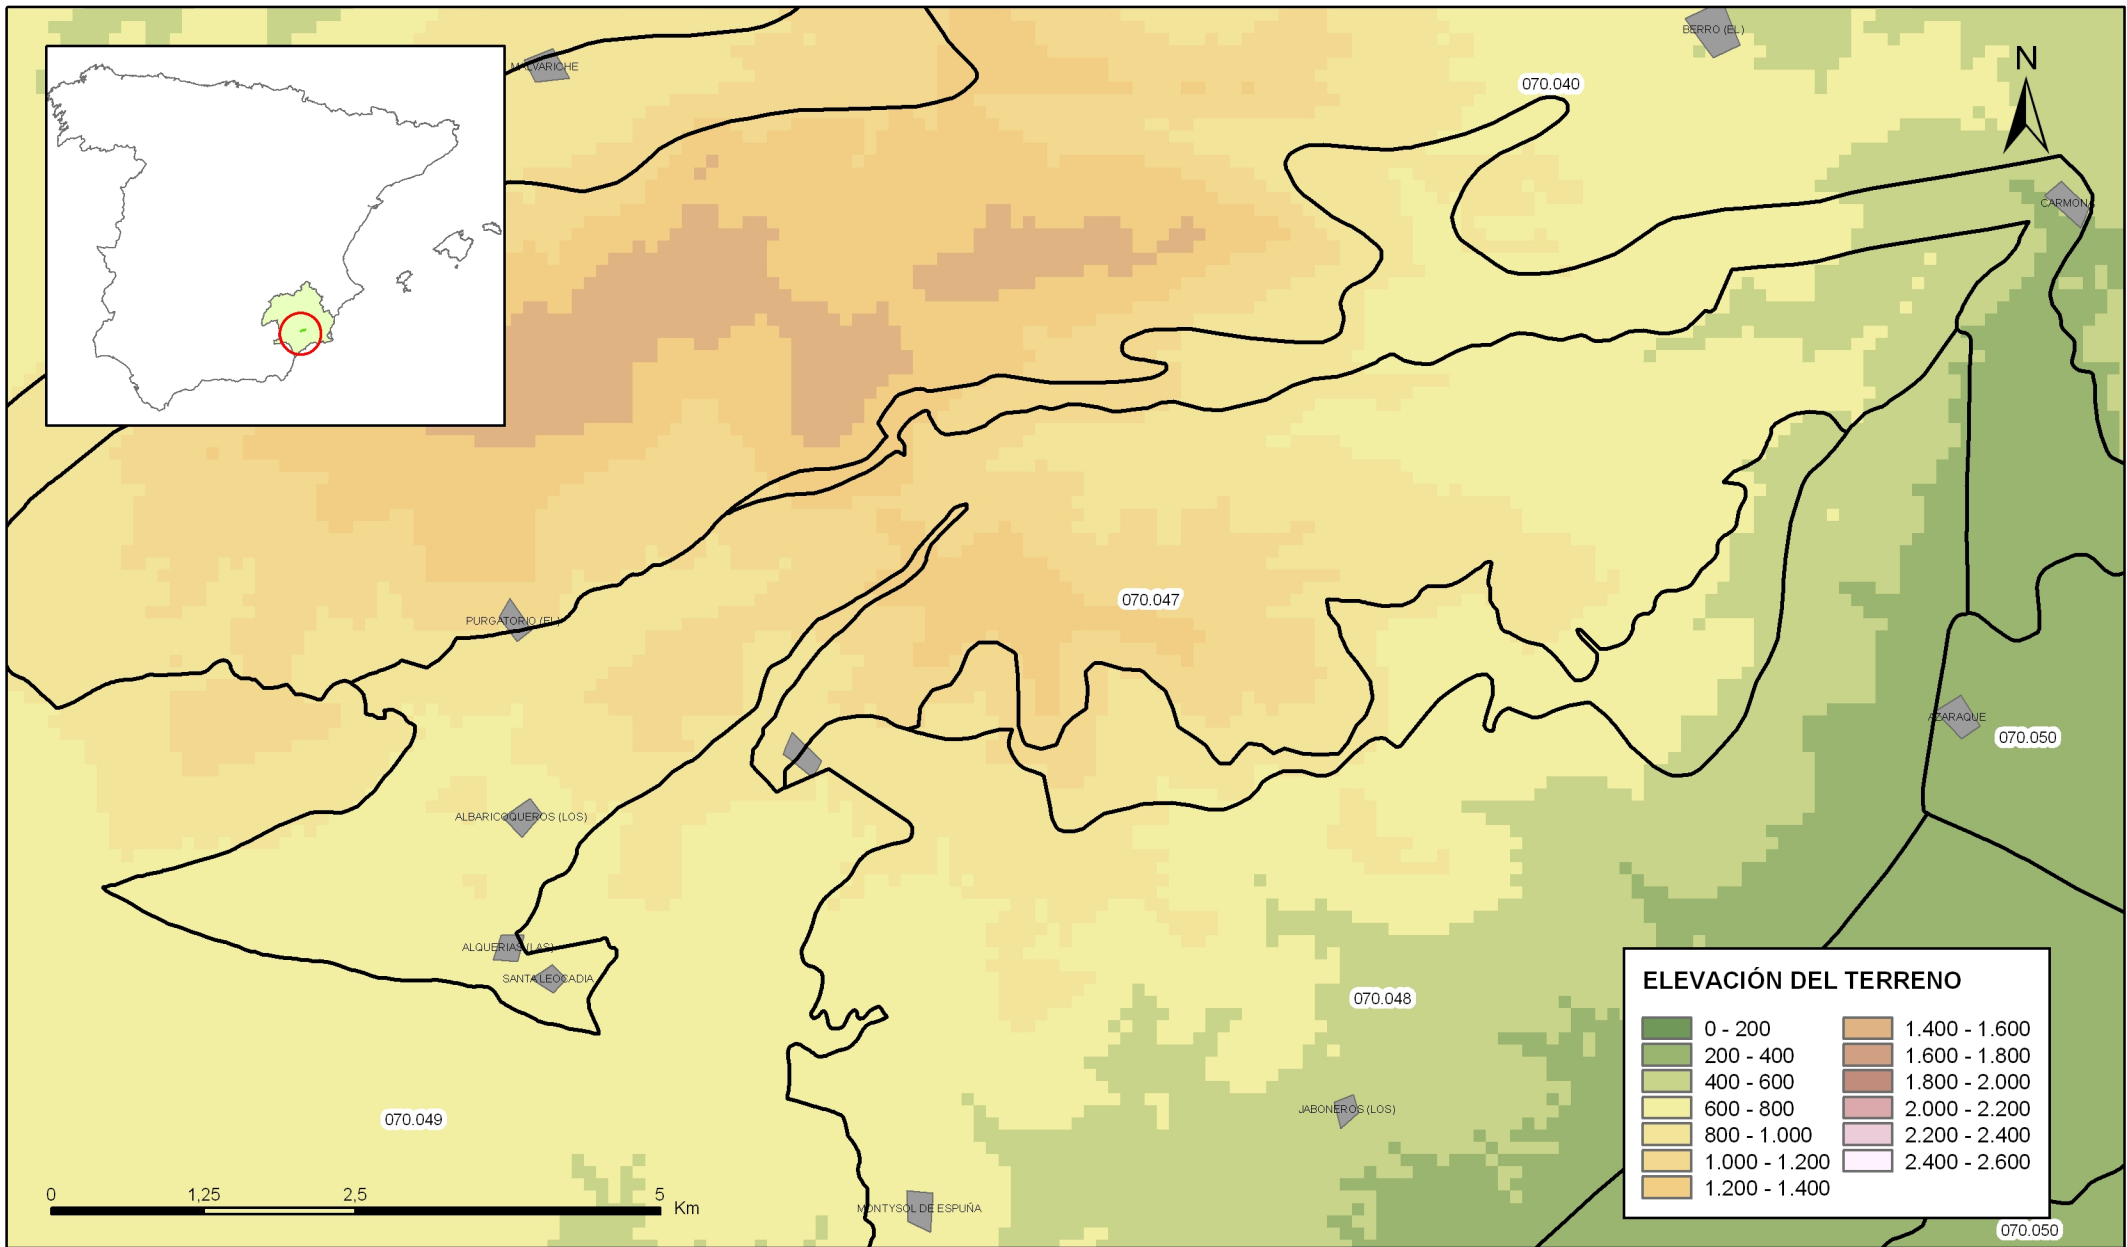 BERRO (EL)
N
MALVARICHE
070.040
CARMONA
070.047
PURGATORIO (EL)
AZARAQUE
070.050
ALBARICOQUEROS (LOS)
ALQUERIAS (LAS)
SANTA LEOCADIA
070.048
070.049
JABONEROS (LOS)
MONTYSOL DE ESPUÑA
0 1,25 2,5 5 Km
ELEVACIÓN DEL TERRENO
0 - 200
200 - 400
400 - 600
600 - 800
800 - 1.000
1.000 - 1.200
1.200 - 1.400
1.400 - 1.600
1.600 - 1.800
1.800 - 2.000
2.000 - 2.200
2.200 - 2.400
2.400 - 2.600
070.050